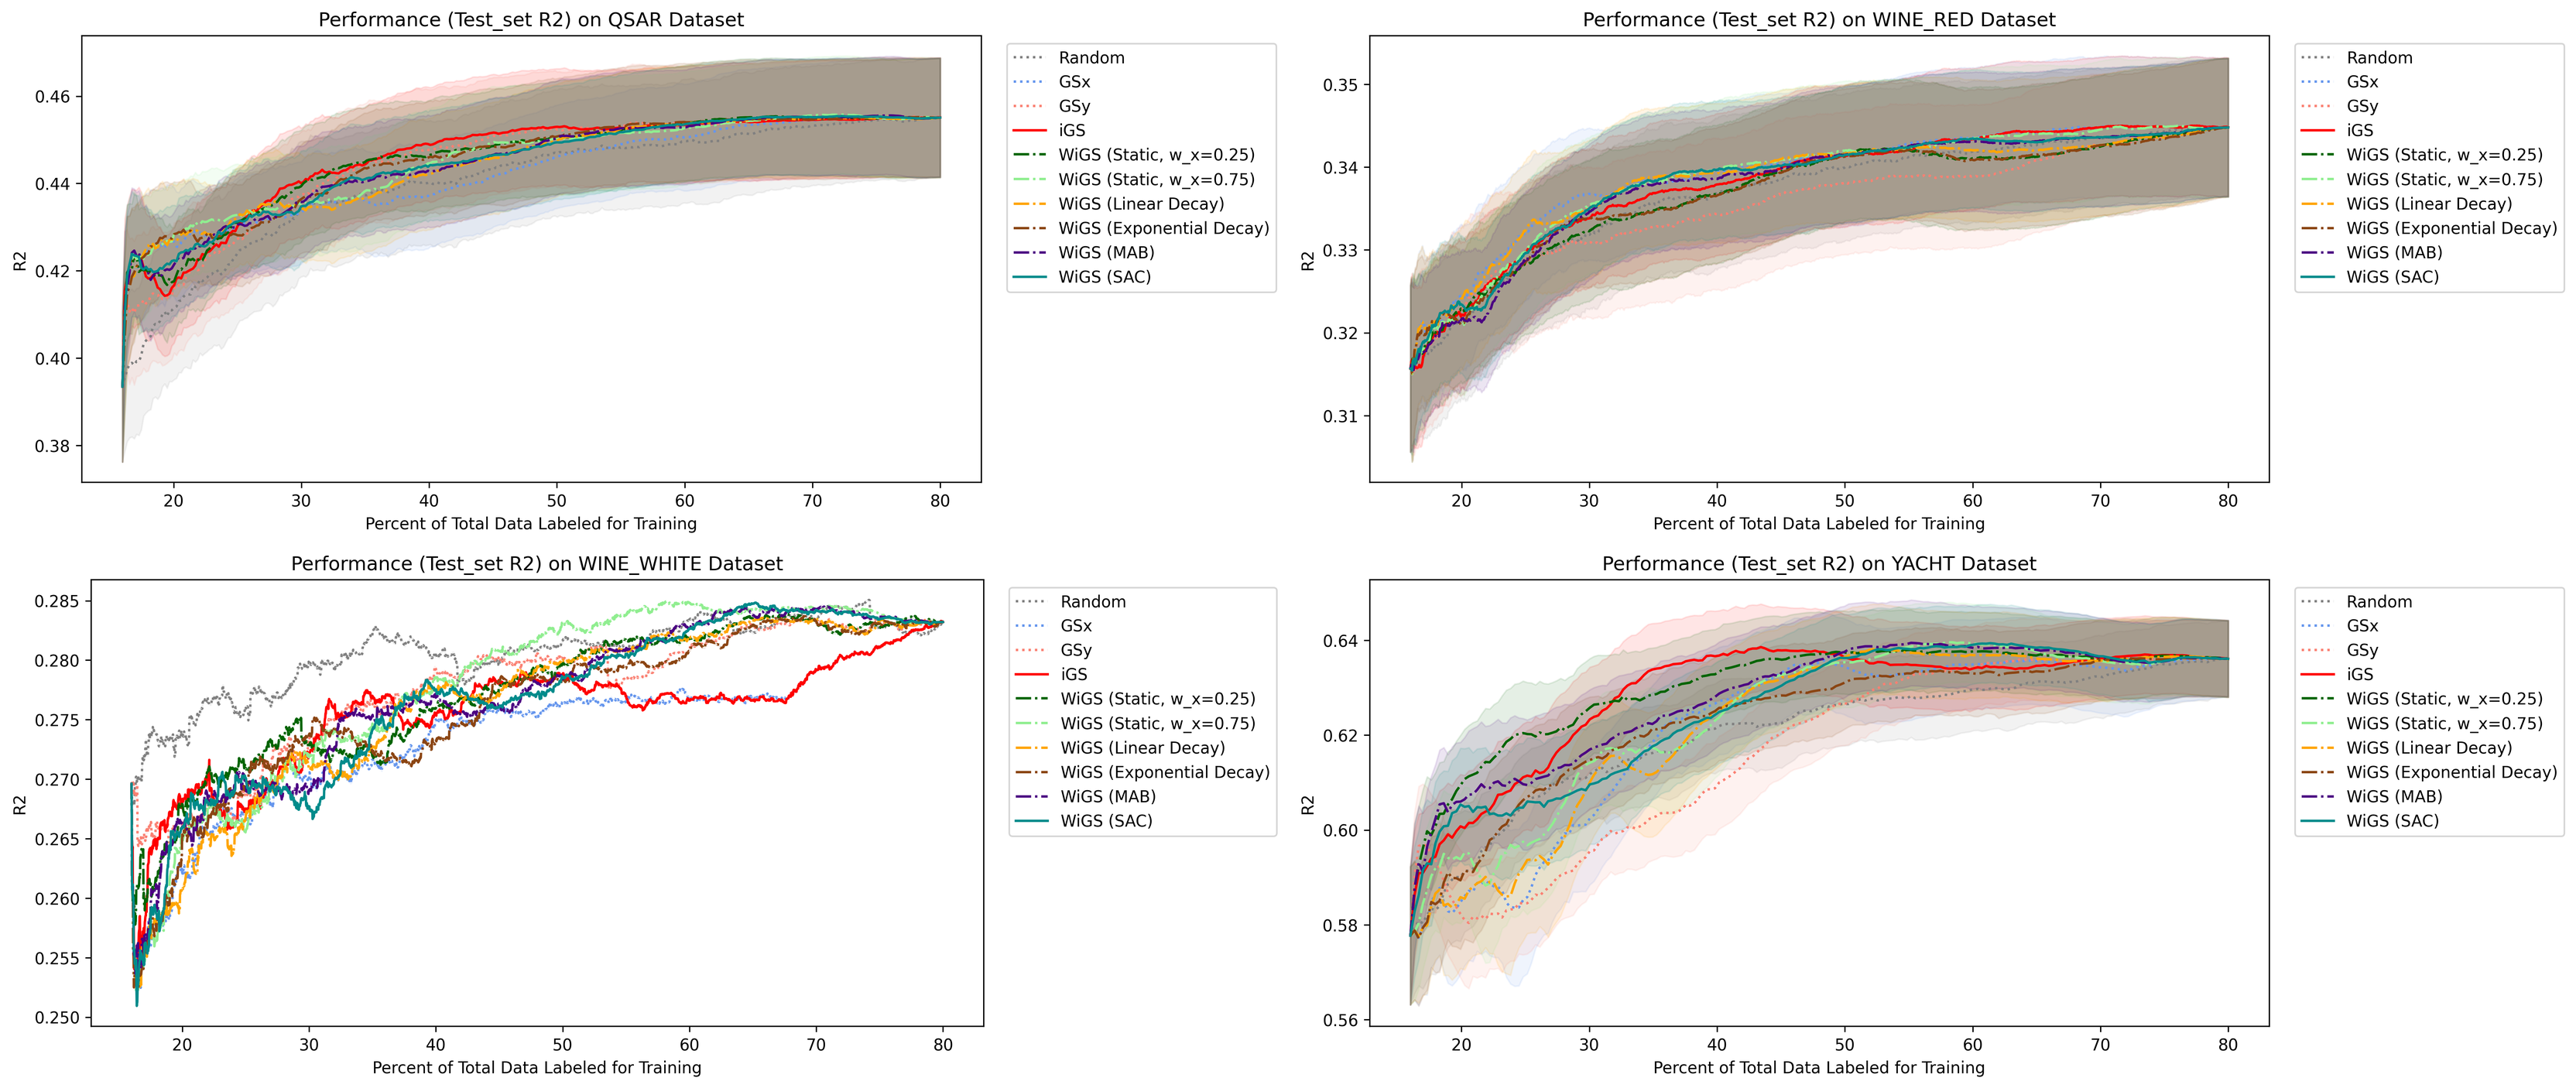 Performance (Test_set R2) on QSAR Dataset
0.46
0.44
0.42
0.40
0.38
R2
20 30 40 50 60 70 80
Percent of Total Data Labeled for Training
Random
GSx
GSy
iGS
WiGS (Static, w_x=0.25)
WiGS (Static, w_x=0.75)
WiGS (Linear Decay)
WiGS (Exponential Decay)
WiGS (MAB)
WiGS (SAC)
Performance (Test_set R2) on WINE_RED Dataset
0.35
0.34
0.33
0.32
0.31
R2
20 30 40 50 60 70 80
Percent of Total Data Labeled for Training
Random
GSx
GSy
iGS
WiGS (Static, w_x=0.25)
WiGS (Static, w_x=0.75)
WiGS (Linear Decay)
WiGS (Exponential Decay)
WiGS (MAB)
WiGS (SAC)
Performance (Test_set R2) on WINE_WHITE Dataset
0.285
0.280
0.275
0.270
0.265
0.260
0.255
0.250
R2
20 30 40 50 60 70 80
Percent of Total Data Labeled for Training
Random
GSx
GSy
iGS
WiGS (Static, w_x=0.25)
WiGS (Static, w_x=0.75)
WiGS (Linear Decay)
WiGS (Exponential Decay)
WiGS (MAB)
WiGS (SAC)
Performance (Test_set R2) on YACHT Dataset
0.64
0.62
0.60
0.58
0.56
R2
20 30 40 50 60 70 80
Percent of Total Data Labeled for Training
Random
GSx
GSy
iGS
WiGS (Static, w_x=0.25)
WiGS (Static, w_x=0.75)
WiGS (Linear Decay)
WiGS (Exponential Decay)
WiGS (MAB)
WiGS (SAC)